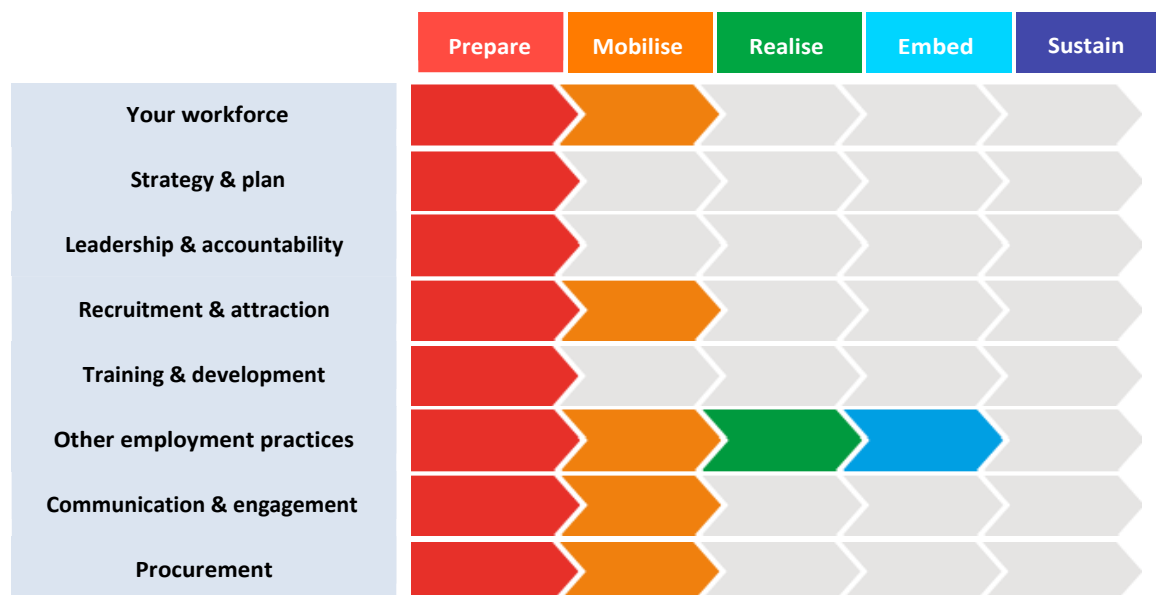 Prepare Mobilise Realise Embed Sustain
Your workforce
Strategy & plan
Leadership & accountability
Recruitment & attraction
Training & development
Other employment practices
Communication & engagement
Procurement